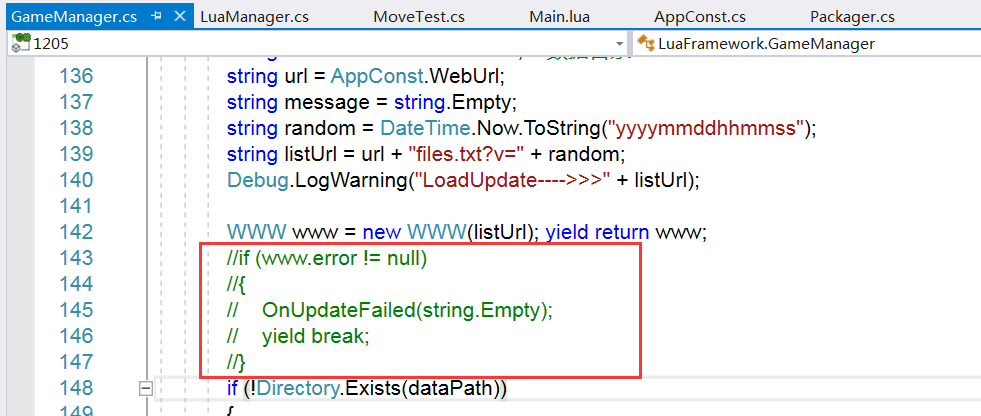 GameManager.cs LuaManager.cs MoveTest.cs Main.lua AppConst.cs Packager.cs
1205 LuaFramework.GameManager
136 string url = AppConst.WebUrl;
137 string message = string.Empty;
138 string random = DateTime.Now.ToString("yyyymmddhhmmss");
139 string listUrl = url + "files.txt?v=" + random;
140 Debug.LogWarning("LoadUpdate---->>>" + listUrl);
141
142 WWW www = new WWW(listUrl); yield return www;
143 //if (www.error != null)
144 //{
145 // OnUpdateFailed(string.Empty);
146 // yield break;
147 //}
148 if (!Directory.Exists(dataPath))
149 {